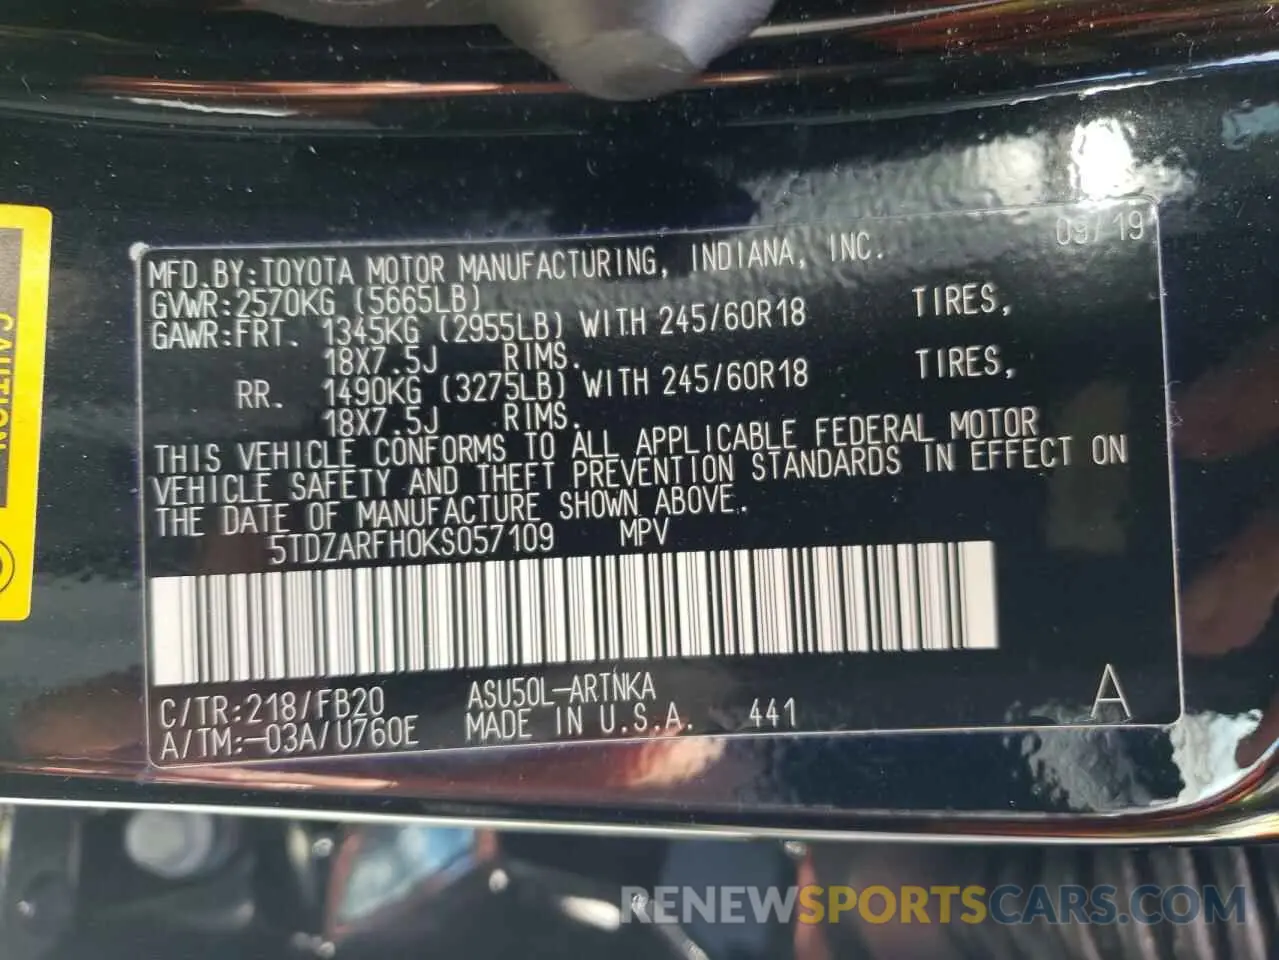 09/19
MFD.BY:TOYOTA MOTOR MANUFACTURING, INDIANA, INC.
GVWR:2570KG (5665LB)
GAWR:FRT. 1345KG (2955LB) WITH 245/60R18 TIRES,
18X7.5J RIMS.
RR. 1490KG (3275LB) WITH 245/60R18 TIRES,
18X7.5J RIMS.
THIS VEHICLE CONFORMS TO ALL APPLICABLE FEDERAL MOTOR
VEHICLE SAFETY AND THEFT PREVENTION STANDARDS IN EFFECT ON
THE DATE OF MANUFACTURE SHOWN ABOVE.
5TDZARFH0KS057109 MPV
C/TR:218/FB20 ASU50L-ARTNKA
A/TM:-03A/U760E MADE IN U.S.A. 441 A
CAUTION
RENEWSPORTSCARS.COM